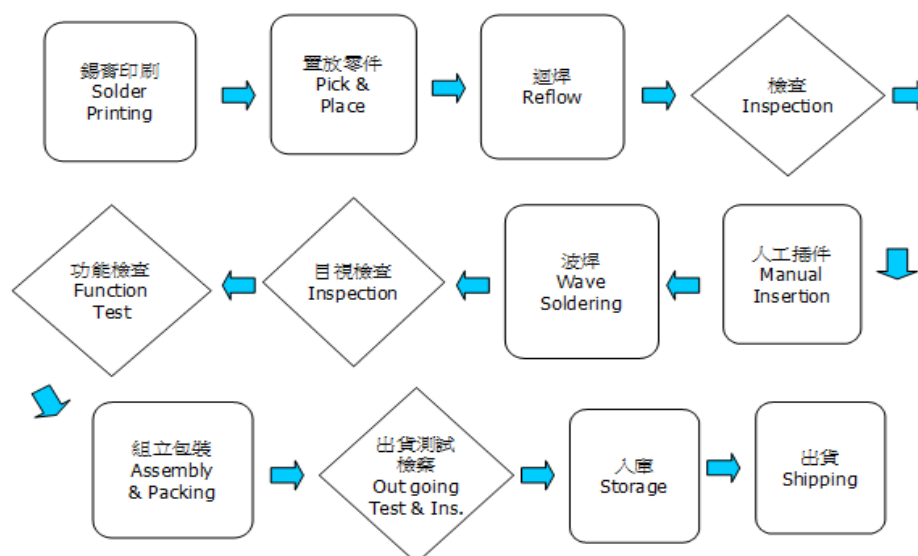 錫膏印刷
Solder
Printing
置放零件
Pick &
Place
迴焊
Reflow
檢查
Inspection
人工插件
Manual
Insertion
波焊
Wave
Soldering
目視檢查
Inspection
功能檢查
Function
Test
組立包裝
Assembly
& Packing
出貨測試
檢察
Out going
Test & Ins.
入庫
Storage
出貨
Shipping